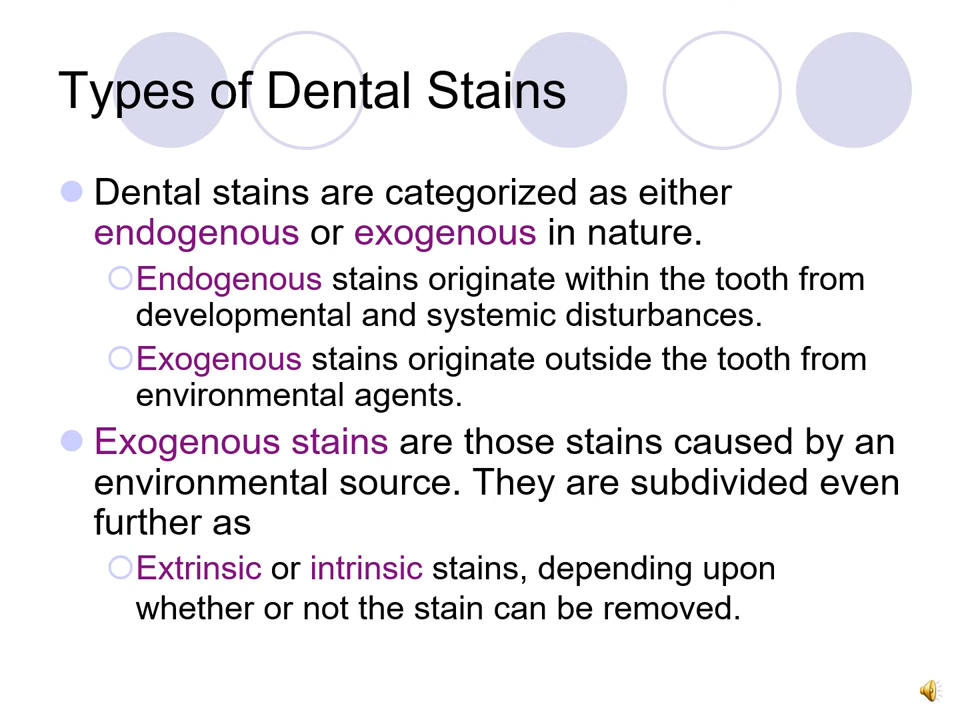 Types of Dental Stains
Dental stains are categorized as either
endogenous or exogenous in nature.
Endogenous stains originate within the tooth from
developmental and systemic disturbances.
Exogenous stains originate outside the tooth from
environmental agents.
Exogenous stains are those stains caused by an
environmental source. They are subdivided even
further as
Extrinsic or intrinsic stains, depending upon
whether or not the stain can be removed.